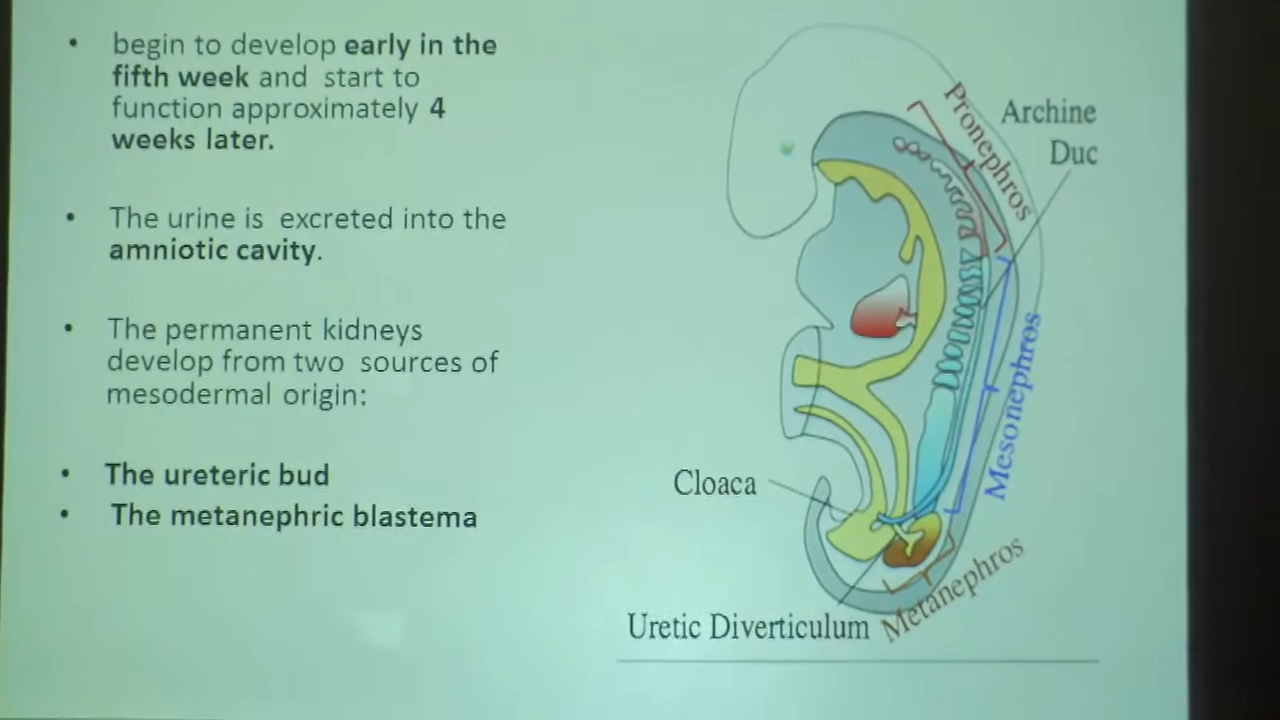 • begin to develop early in the
fifth week and start to
function approximately 4
weeks later.
• The urine is excreted into the
amniotic cavity.
• The permanent kidneys
develop from two sources of
mesodermal origin:
• The ureteric bud
• The metanephric blastema
Pronephros
Archine
Duc
Mesonephros
Cloaca
Metanephros
Uretic Diverticulum